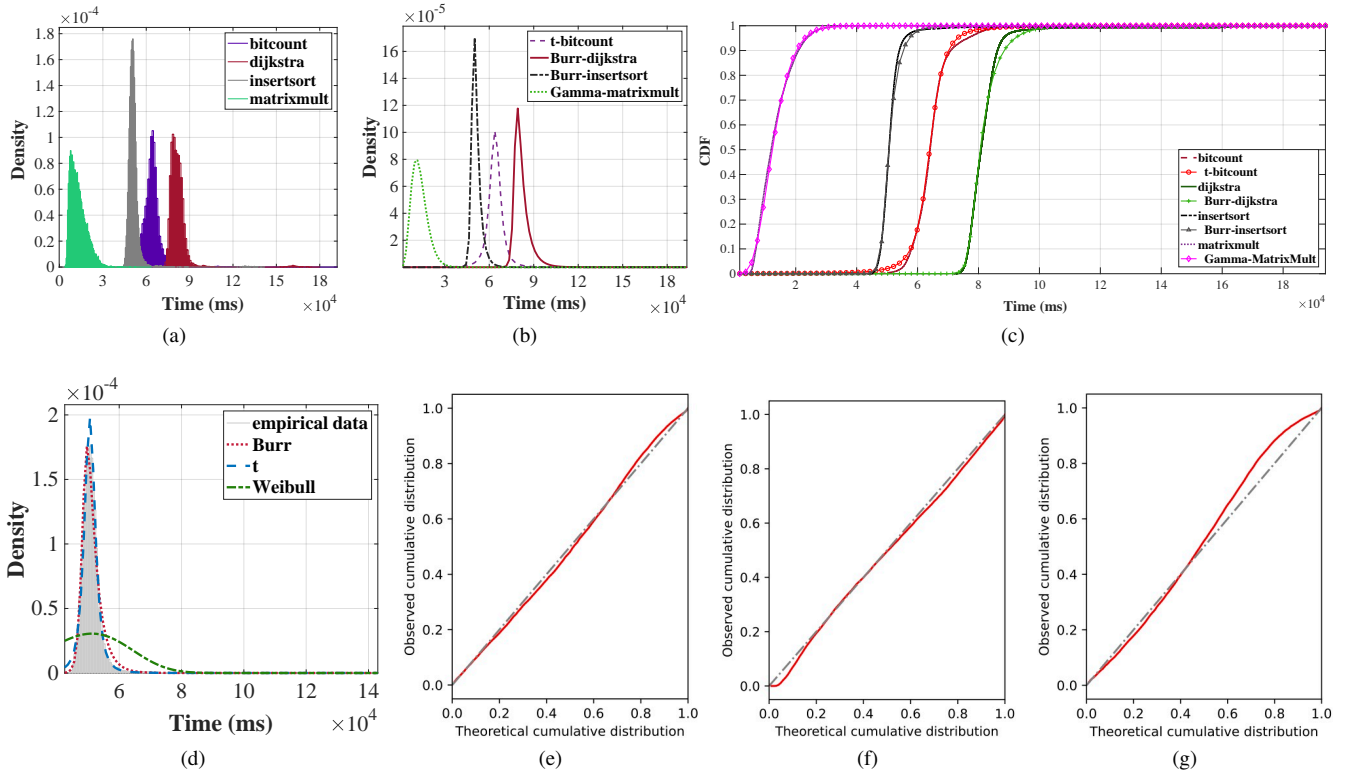 ×10⁻⁴
1.8
1.6
1.4
1.2
1
0.8
0.6
0.4
0.2
0
Density
bitcount
dijkstra
insertsort
matrixmult
0 3 6 9 12 15 18
Time (ms)
×10⁴
(a)
×10⁻⁵
16
14
12
10
8
6
4
2
Density
t-bitcount
Burr-dijkstra
Burr-insertsort
Gamma-matrixmult
3 6 9 12 15 18
Time (ms)
×10⁴
(b)
1
0.9
0.8
0.7
0.6
0.5
0.4
0.3
0.2
0.1
0
CDF
bitcount
t-bitcount
dijkstra
Burr-dijkstra
insertsort
Burr-insertsort
matrixmult
Gamma-MatrixMult
2 4 6 8 10 12 14 16 18
Time (ms)
×10⁴
(c)
×10⁻⁴
2
1.5
1
0.5
0
Density
empirical data
Burr
t
Weibull
6 8 10 12 14
Time (ms)
×10⁴
(d)
1.0
0.8
0.6
0.4
0.2
0.0
Observed cumulative distribution
0.0 0.2 0.4 0.6 0.8 1.0
Theoretical cumulative distribution
(e)
1.0
0.8
0.6
0.4
0.2
0.0
Observed cumulative distribution
0.0 0.2 0.4 0.6 0.8 1.0
Theoretical cumulative distribution
(f)
1.0
0.8
0.6
0.4
0.2
0.0
Observed cumulative distribution
0.0 0.2 0.4 0.6 0.8 1.0
Theoretical cumulative distribution
(g)